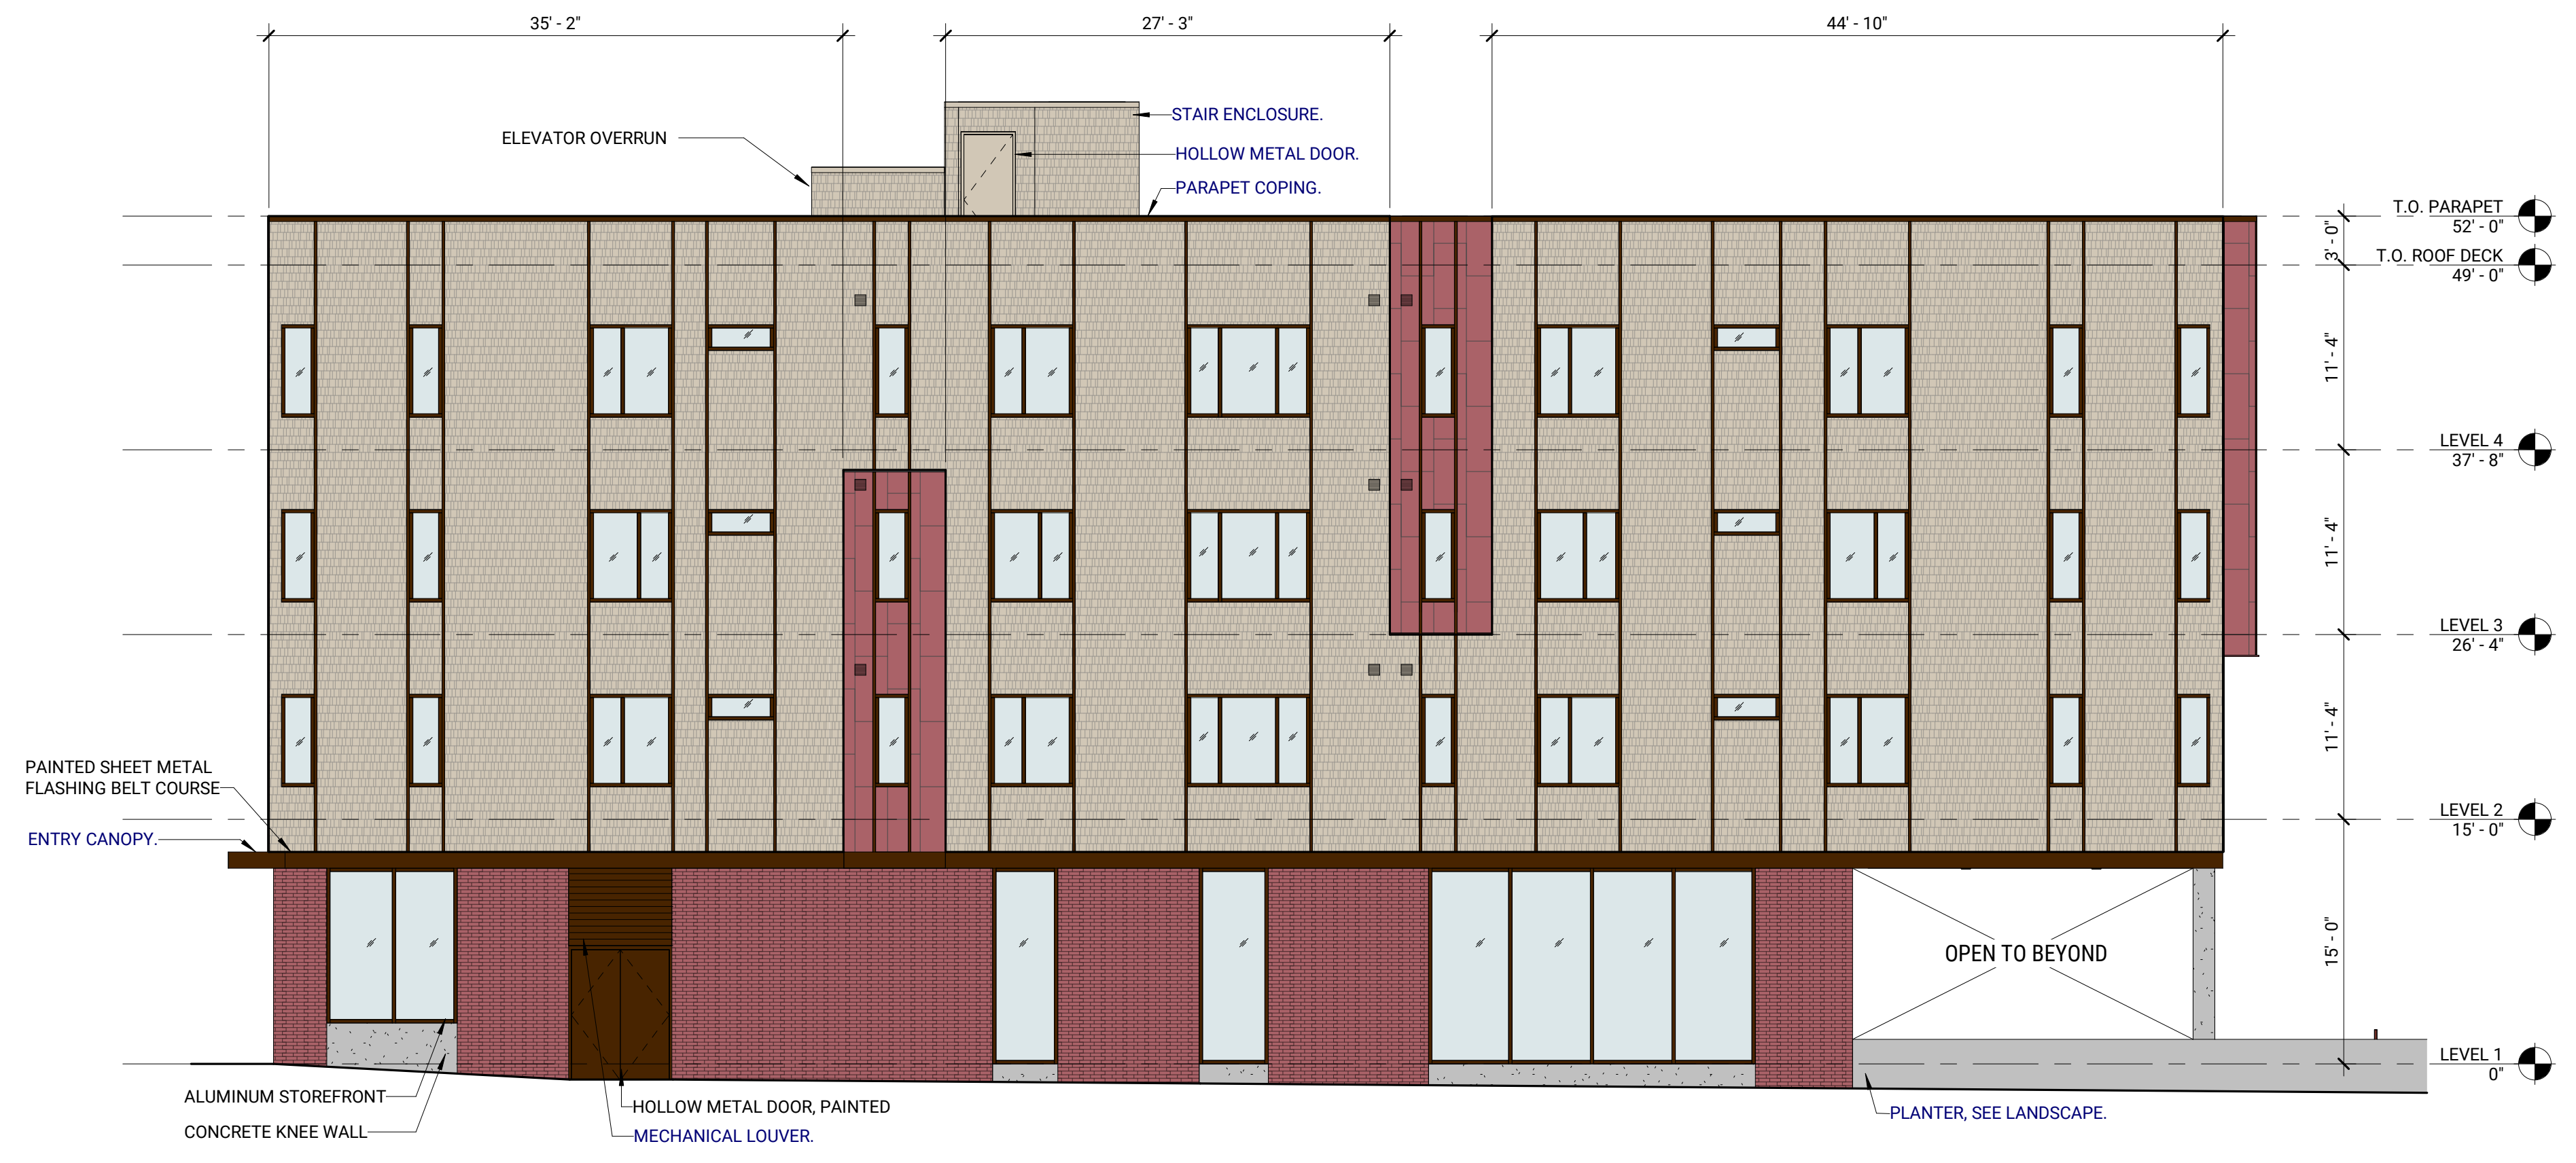 35' - 2"
27' - 3"
44' - 10"
ELEVATOR OVERRUN
STAIR ENCLOSURE.
HOLLOW METAL DOOR.
PARAPET COPING.
T.O. PARAPET
52' - 0"
3' - 0"
T.O. ROOF DECK
49' - 0"
11' - 4"
LEVEL 4
37' - 8"
11' - 4"
LEVEL 3
26' - 4"
11' - 4"
LEVEL 2
15' - 0"
PAINTED SHEET METAL
FLASHING BELT COURSE
ENTRY CANOPY.
15' - 0"
OPEN TO BEYOND
LEVEL 1
0"
ALUMINUM STOREFRONT
CONCRETE KNEE WALL
HOLLOW METAL DOOR, PAINTED
MECHANICAL LOUVER.
PLANTER, SEE LANDSCAPE.